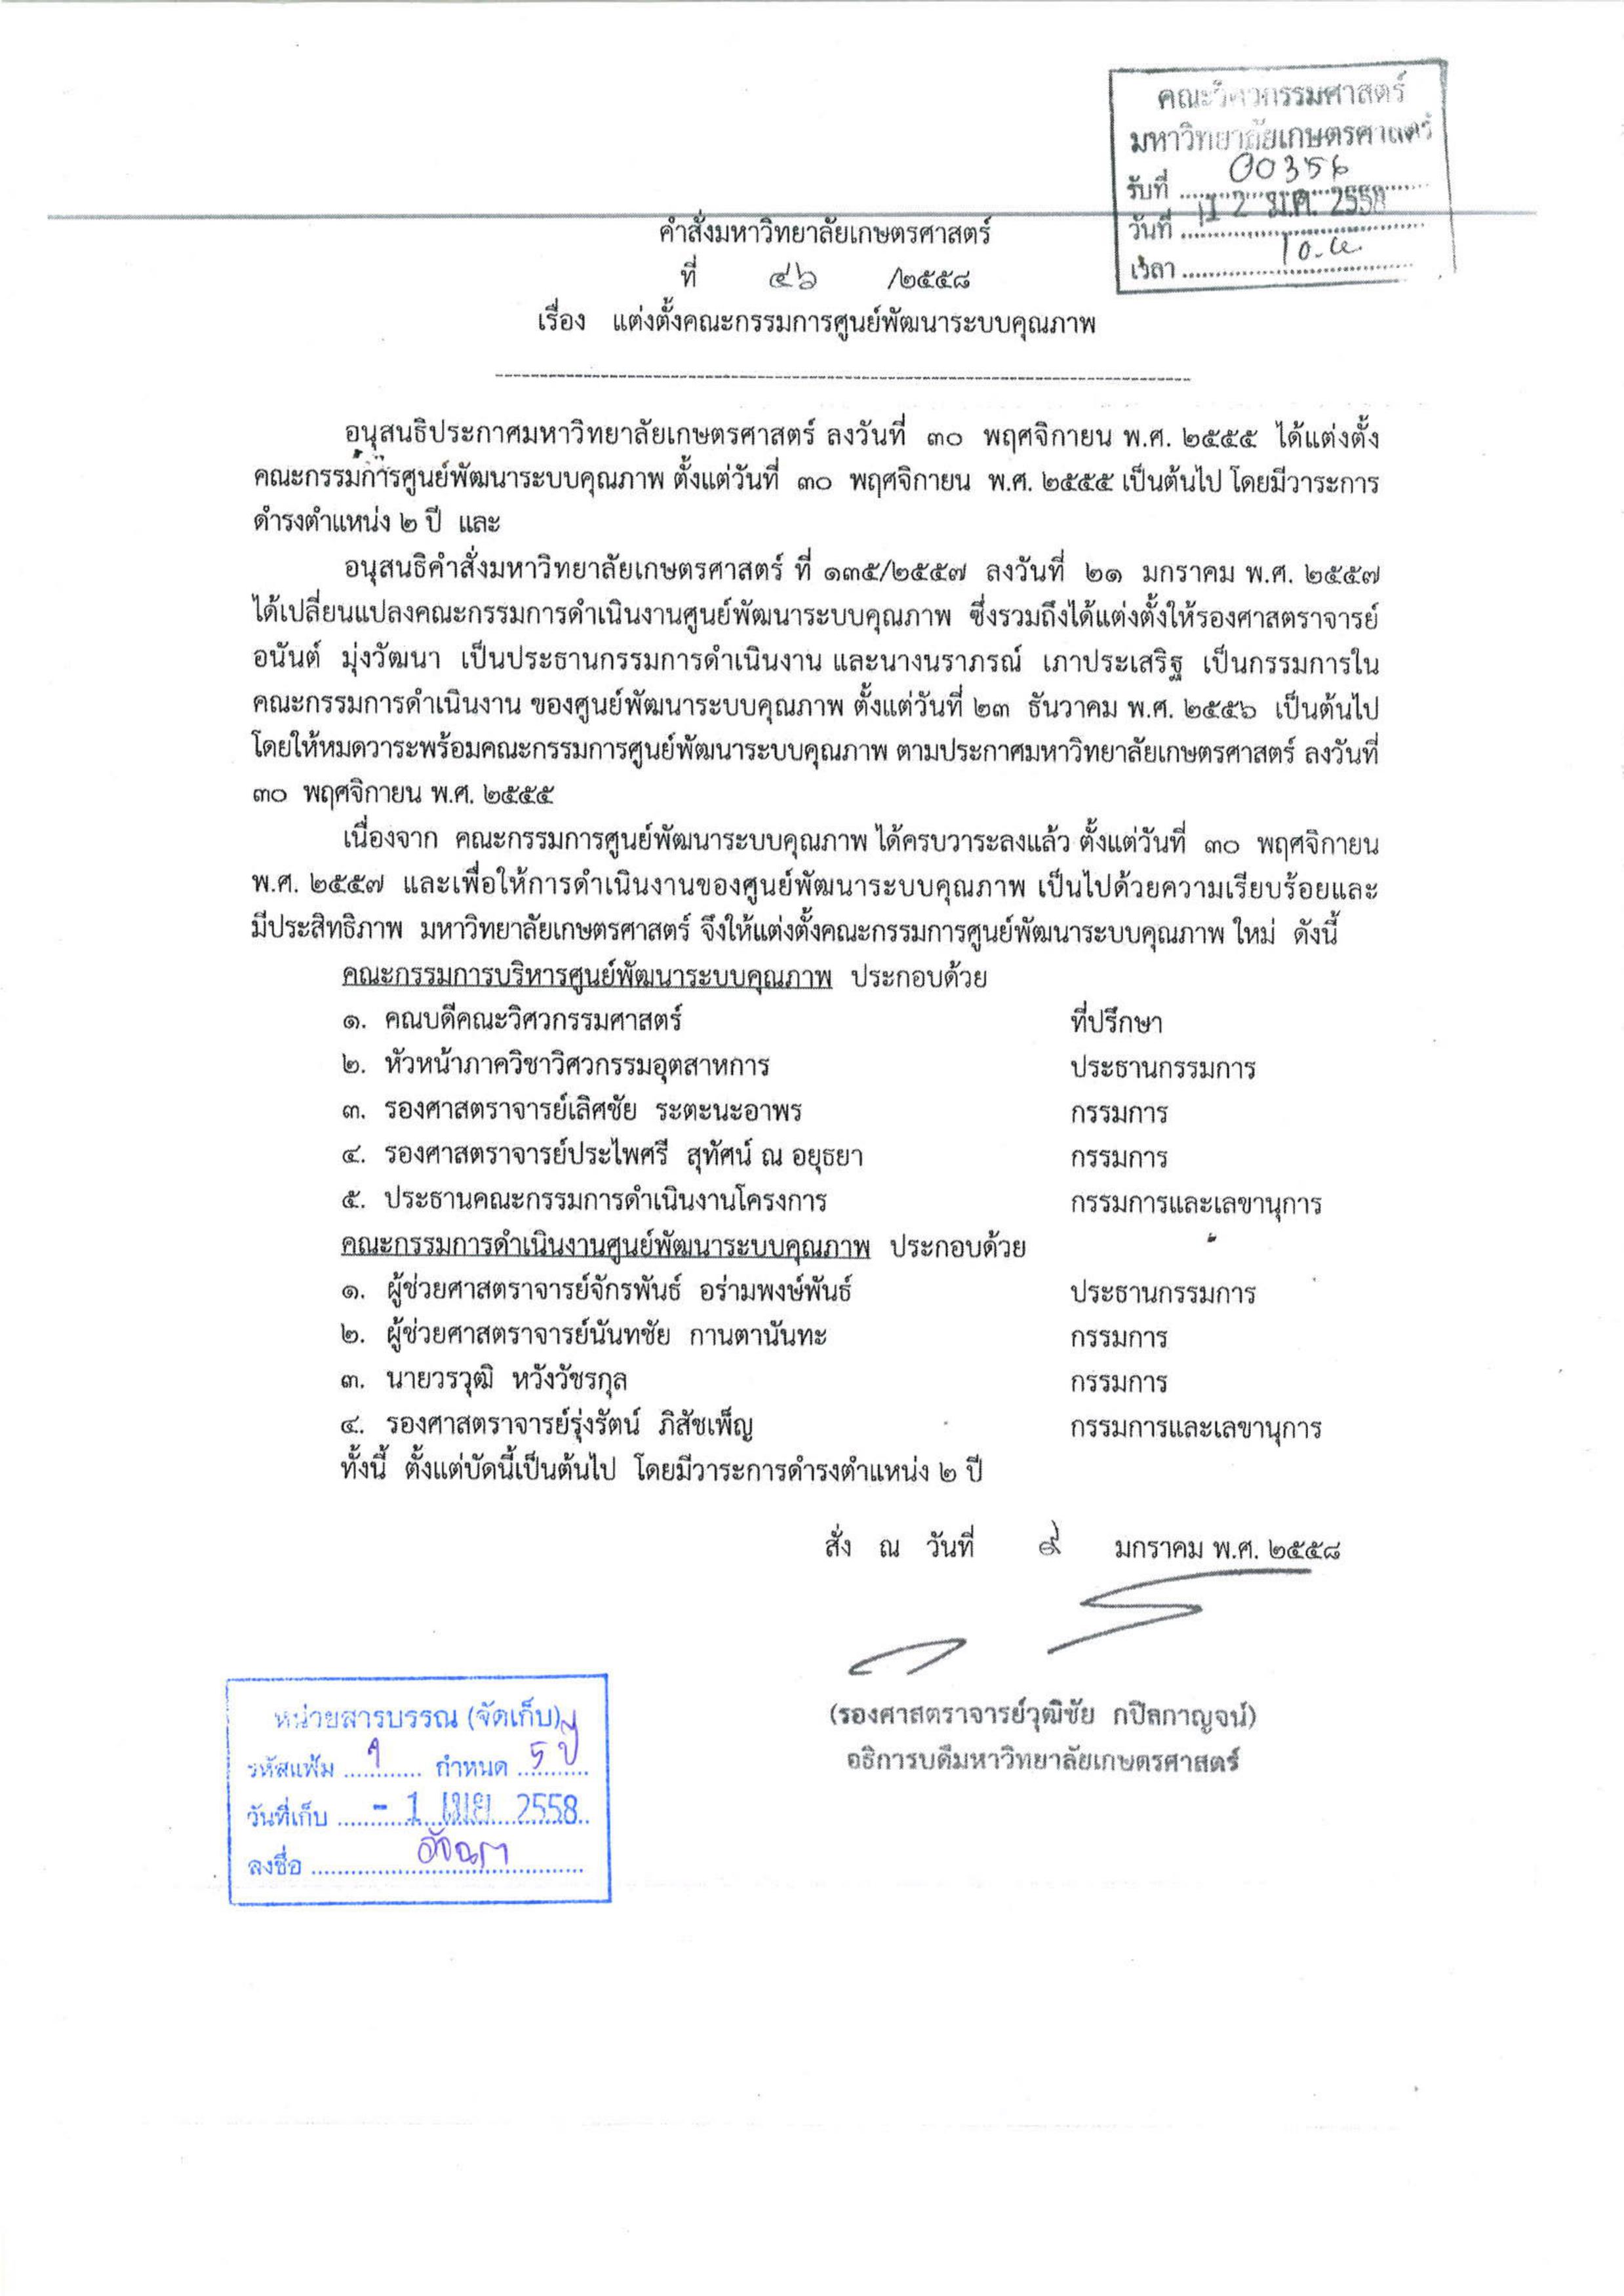 คณะวิศวกรรมศาสตร์
มหาวิทยาลัยเกษตรศาสตร์
รับที่ 00356
วันที่ 12 ม.ค. 2558
เวลา
คำสั่งมหาวิทยาลัยเกษตรศาสตร์
ที่ ๔๖ /๒๕๕๘
เรื่อง แต่งตั้งคณะกรรมการศูนย์พัฒนาระบบคุณภาพ
อนุสนธิประกาศมหาวิทยาลัยเกษตรศาสตร์ ลงวันที่ ๓๐ พฤศจิกายน พ.ศ. ๒๕๕๕ ได้แต่งตั้ง
คณะกรรมการศูนย์พัฒนาระบบคุณภาพ ตั้งแต่วันที่ ๓๐ พฤศจิกายน พ.ศ. ๒๕๕๕ เป็นต้นไป โดยมีวาระการ
ดำรงตำแหน่ง ๒ ปี และ
อนุสนธิคำสั่งมหาวิทยาลัยเกษตรศาสตร์ ที่ ๑๓๕/๒๕๕๗ ลงวันที่ ๒๑ มกราคม พ.ศ. ๒๕๕๗
ได้เปลี่ยนแปลงคณะกรรมการดำเนินงานศูนย์พัฒนาระบบคุณภาพ ซึ่งรวมถึงได้แต่งตั้งให้รองศาสตราจารย์
อนันต์ มุ่งวัฒนา เป็นประธานกรรมการดำเนินงาน และนางนราภรณ์ เภาประเสริฐ เป็นกรรมการใน
คณะกรรมการดำเนินงาน ของศูนย์พัฒนาระบบคุณภาพ ตั้งแต่วันที่ ๒๓ ธันวาคม พ.ศ. ๒๕๕๖ เป็นต้นไป
โดยให้หมดวาระพร้อมคณะกรรมการศูนย์พัฒนาระบบคุณภาพ ตามประกาศมหาวิทยาลัยเกษตรศาสตร์ ลงวันที่
๓๐ พฤศจิกายน พ.ศ. ๒๕๕๕
เนื่องจาก คณะกรรมการศูนย์พัฒนาระบบคุณภาพ ได้ครบวาระลงแล้ว ตั้งแต่วันที่ ๓๐ พฤศจิกายน
พ.ศ. ๒๕๕๗ และเพื่อให้การดำเนินงานของศูนย์พัฒนาระบบคุณภาพ เป็นไปด้วยความเรียบร้อยและ
มีประสิทธิภาพ มหาวิทยาลัยเกษตรศาสตร์ จึงให้แต่งตั้งคณะกรรมการศูนย์พัฒนาระบบคุณภาพ ใหม่ ดังนี้
คณะกรรมการบริหารศูนย์พัฒนาระบบคุณภาพ ประกอบด้วย
๑. คณบดีคณะวิศวกรรมศาสตร์ ที่ปรึกษา
๒. หัวหน้าภาควิชาวิศวกรรมอุตสาหการ ประธานกรรมการ
๓. รองศาสตราจารย์เลิศชัย ระตะนะอาพร กรรมการ
๔. รองศาสตราจารย์ประไพศรี สุทัศน์ ณ อยุธยา กรรมการ
๕. ประธานคณะกรรมการดำเนินงานโครงการ กรรมการและเลขานุการ
คณะกรรมการดำเนินงานศูนย์พัฒนาระบบคุณภาพ ประกอบด้วย
๑. ผู้ช่วยศาสตราจารย์จักรพันธ์ อร่ามพงษ์พันธ์ ประธานกรรมการ
๒. ผู้ช่วยศาสตราจารย์นันทชัย กานตานันทะ กรรมการ
๓. นายวรวุฒิ หวังวัชรกุล กรรมการ
๔. รองศาสตราจารย์รุ่งรัตน์ ภิสัชเพ็ญ กรรมการและเลขานุการ
ทั้งนี้ ตั้งแต่บัดนี้เป็นต้นไป โดยมีวาระการดำรงตำแหน่ง ๒ ปี
สั่ง ณ วันที่ ๙ มกราคม พ.ศ. ๒๕๕๘
(รองศาสตราจารย์วุฒิชัย กปิลกาญจน์)
อธิการบดีมหาวิทยาลัยเกษตรศาสตร์
หน่วยสารบรรณ (จัดเก็บ)
รหัสแฟ้ม 1 กำหนด 5 ปี
วันที่เก็บ - 1 เมย. 2558
ลงชื่อ